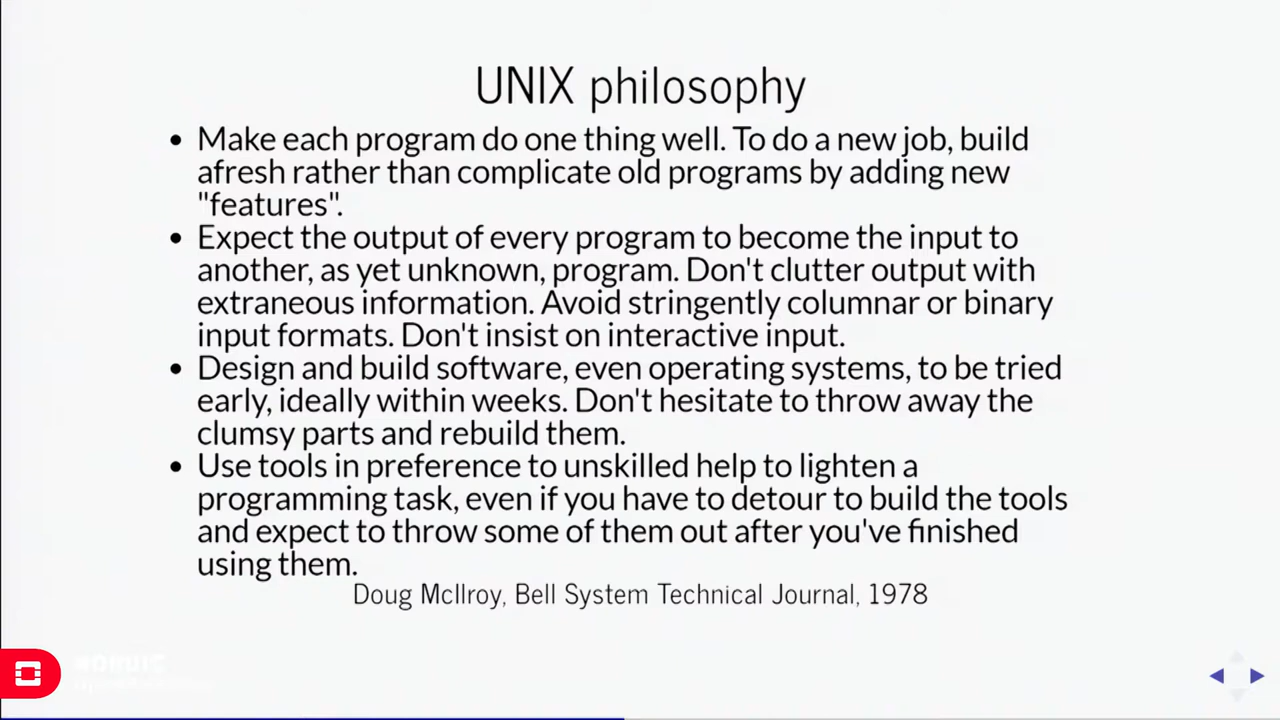 UNIX philosophy
• Make each program do one thing well. To do a new job, build
afresh rather than complicate old programs by adding new
"features".
• Expect the output of every program to become the input to
another, as yet unknown, program. Don't clutter output with
extraneous information. Avoid stringently columnar or binary
input formats. Don't insist on interactive input.
• Design and build software, even operating systems, to be tried
early, ideally within weeks. Don't hesitate to throw away the
clumsy parts and rebuild them.
• Use tools in preference to unskilled help to lighten a
programming task, even if you have to detour to build the tools
and expect to throw some of them out after you've finished
using them.
Doug McIlroy, Bell System Technical Journal, 1978